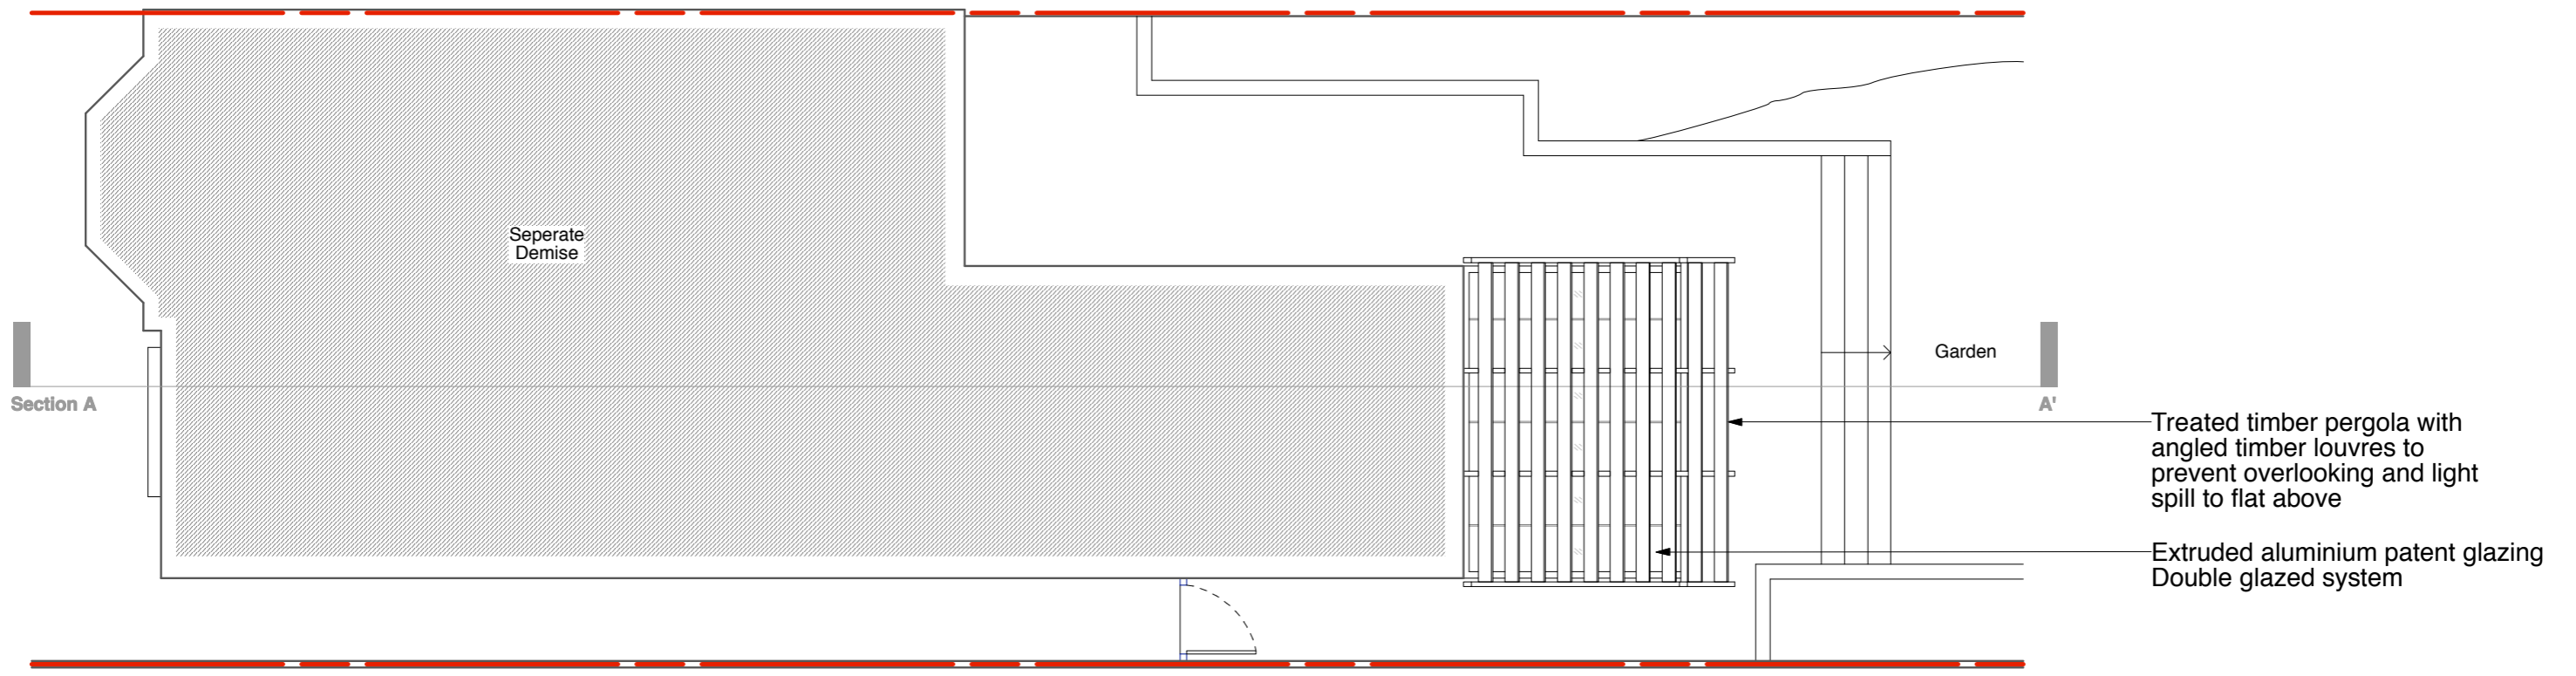 Seperate
Demise
Garden
Section A
A'
Treated timber pergola with
angled timber louvres to
prevent overlooking and light
spill to flat above
Extruded aluminium patent glazing
Double glazed system